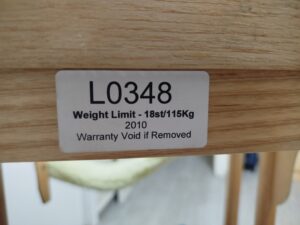 L0348
Weight Limit - 18st/115Kg
2010
Warranty Void if Removed